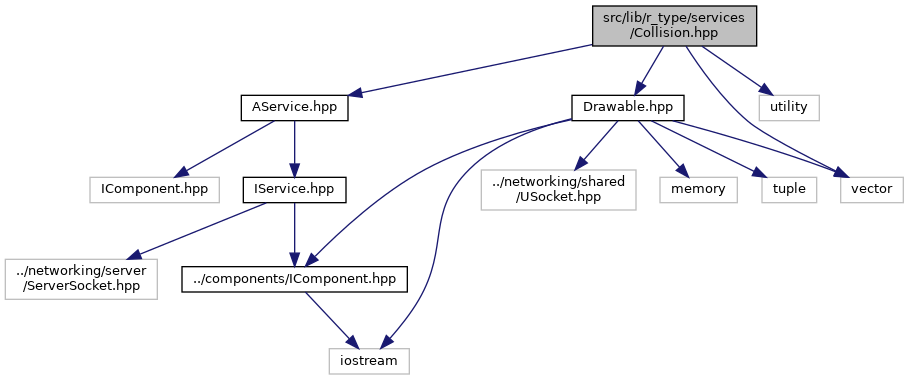 src/lib/r_type/services
/Collision.hpp
AService.hpp
Drawable.hpp
utility
IComponent.hpp
IService.hpp
../networking/shared
/USocket.hpp
memory
tuple
vector
../networking/server
/ServerSocket.hpp
../components/IComponent.hpp
iostream